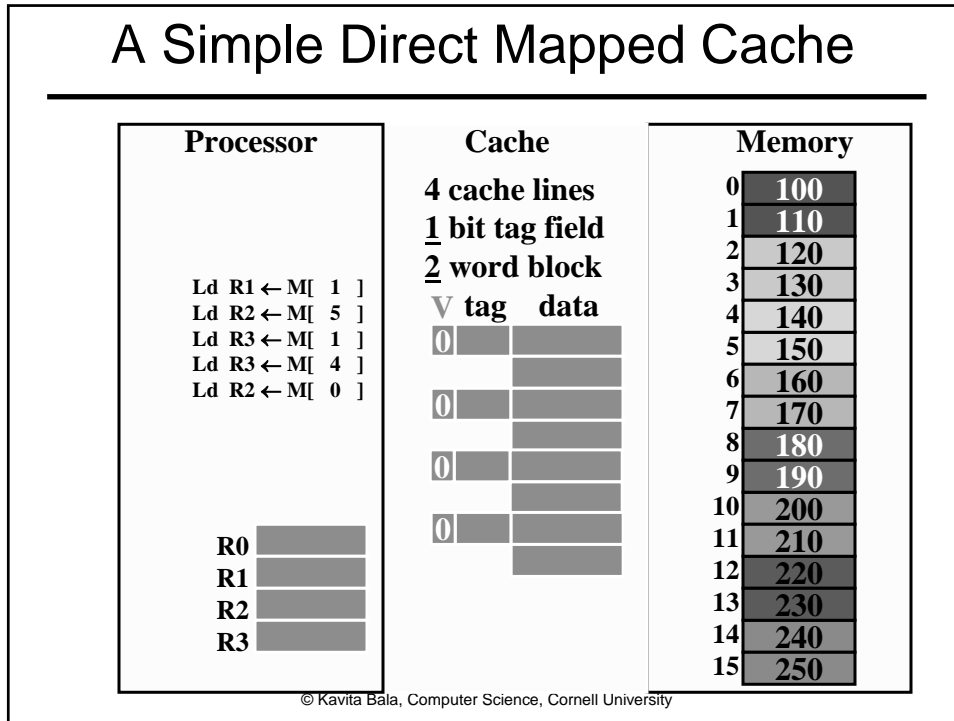 A Simple Direct Mapped Cache
Processor
Ld R1 ← M[ 1 ]
Ld R2 ← M[ 5 ]
Ld R3 ← M[ 1 ]
Ld R3 ← M[ 4 ]
Ld R2 ← M[ 0 ]
R0
R1
R2
R3
Cache
4 cache lines
1 bit tag field
2 word block
V tag data
0
0
0
0
Memory
0 100
1 110
2 120
3 130
4 140
5 150
6 160
7 170
8 180
9 190
10 200
11 210
12 220
13 230
14 240
15 250
© Kavita Bala, Computer Science, Cornell University